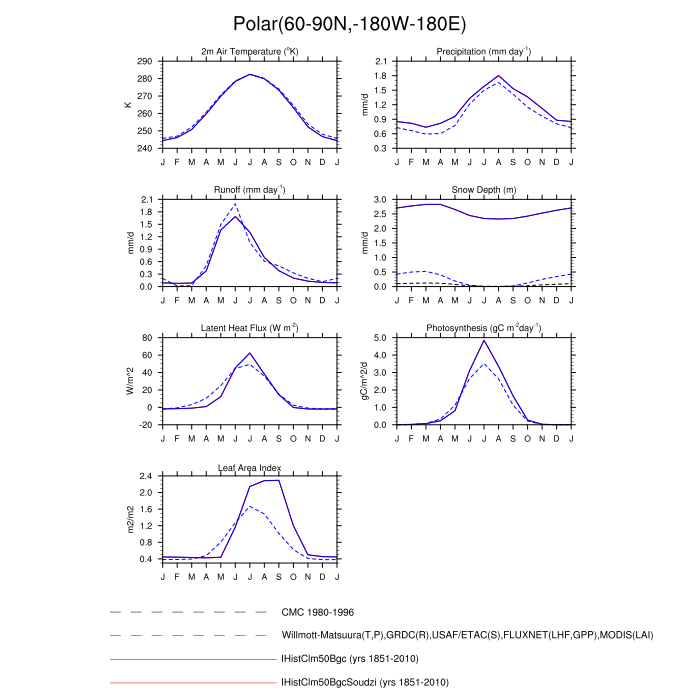 Polar(60-90N,-180W-180E)
2m Air Temperature (°K)
K
290
280
270
260
250
240
J F M A M J J A S O N D J
Precipitation (mm day-1)
mm/d
2.1
1.8
1.5
1.2
0.9
0.6
0.3
J F M A M J J A S O N D J
Runoff (mm day-1)
mm/d
2.1
1.8
1.5
1.2
0.9
0.6
0.3
0.0
J F M A M J J A S O N D J
Snow Depth (m)
mm/d
3.0
2.5
2.0
1.5
1.0
0.5
0.0
J F M A M J J A S O N D J
Latent Heat Flux (W m-2)
W/m^2
80
60
40
20
0
-20
J F M A M J J A S O N D J
Photosynthesis (gC m-2day-1)
gC/m^2/d
5.0
4.0
3.0
2.0
1.0
0.0
J F M A M J J A S O N D J
Leaf Area Index
m2/m2
2.4
2.0
1.6
1.2
0.8
0.4
J F M A M J J A S O N D J
CMC 1980-1996
Willmott-Matsuura(T,P),GRDC(R),USAF/ETAC(S),FLUXNET(LHF,GPP),MODIS(LAI)
IHistClm50Bgc (yrs 1851-2010)
IHistClm50BgcSoudzi (yrs 1851-2010)